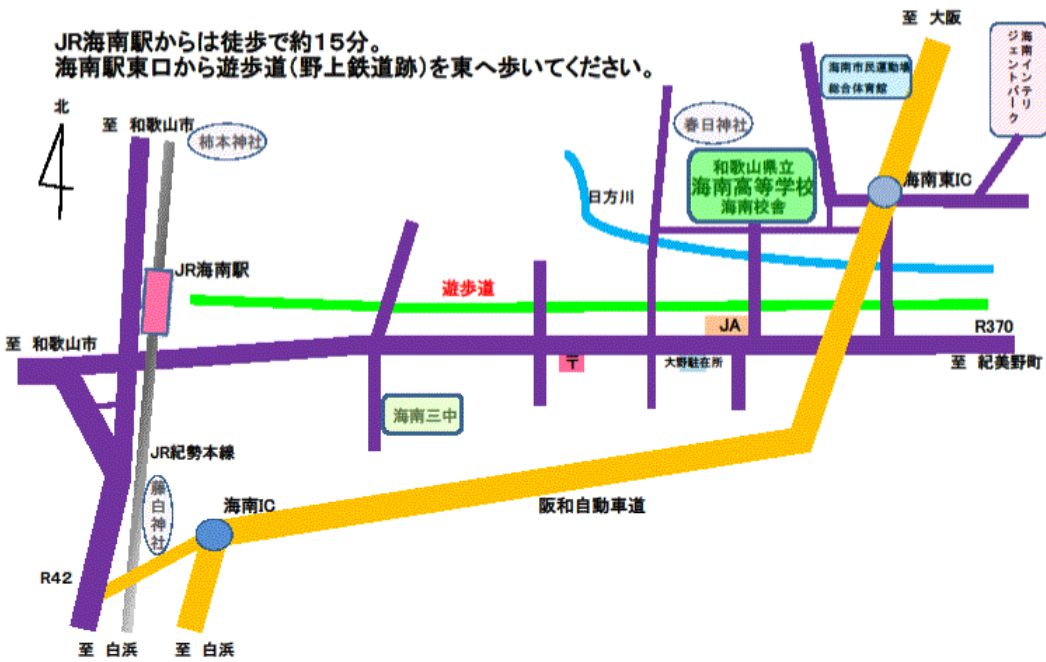 JR海南駅からは徒歩で約15分。
海南駅東口から遊歩道(野上鉄道跡)を東へ歩いてください。
至 大阪
海南インテリ
ジェントパーク
海南市民運動場
総合体育館
北
至 和歌山市
柿本神社
春日神社
和歌山県立
海南高等学校
海南校舎
海南東IC
日方川
JR海南駅
遊歩道
JA
R370
至 和歌山市
〒
大野駐在所
至 紀美野町
海南三中
JR紀勢本線
藤白神社
海南IC
阪和自動車道
R42
至 白浜
至 白浜